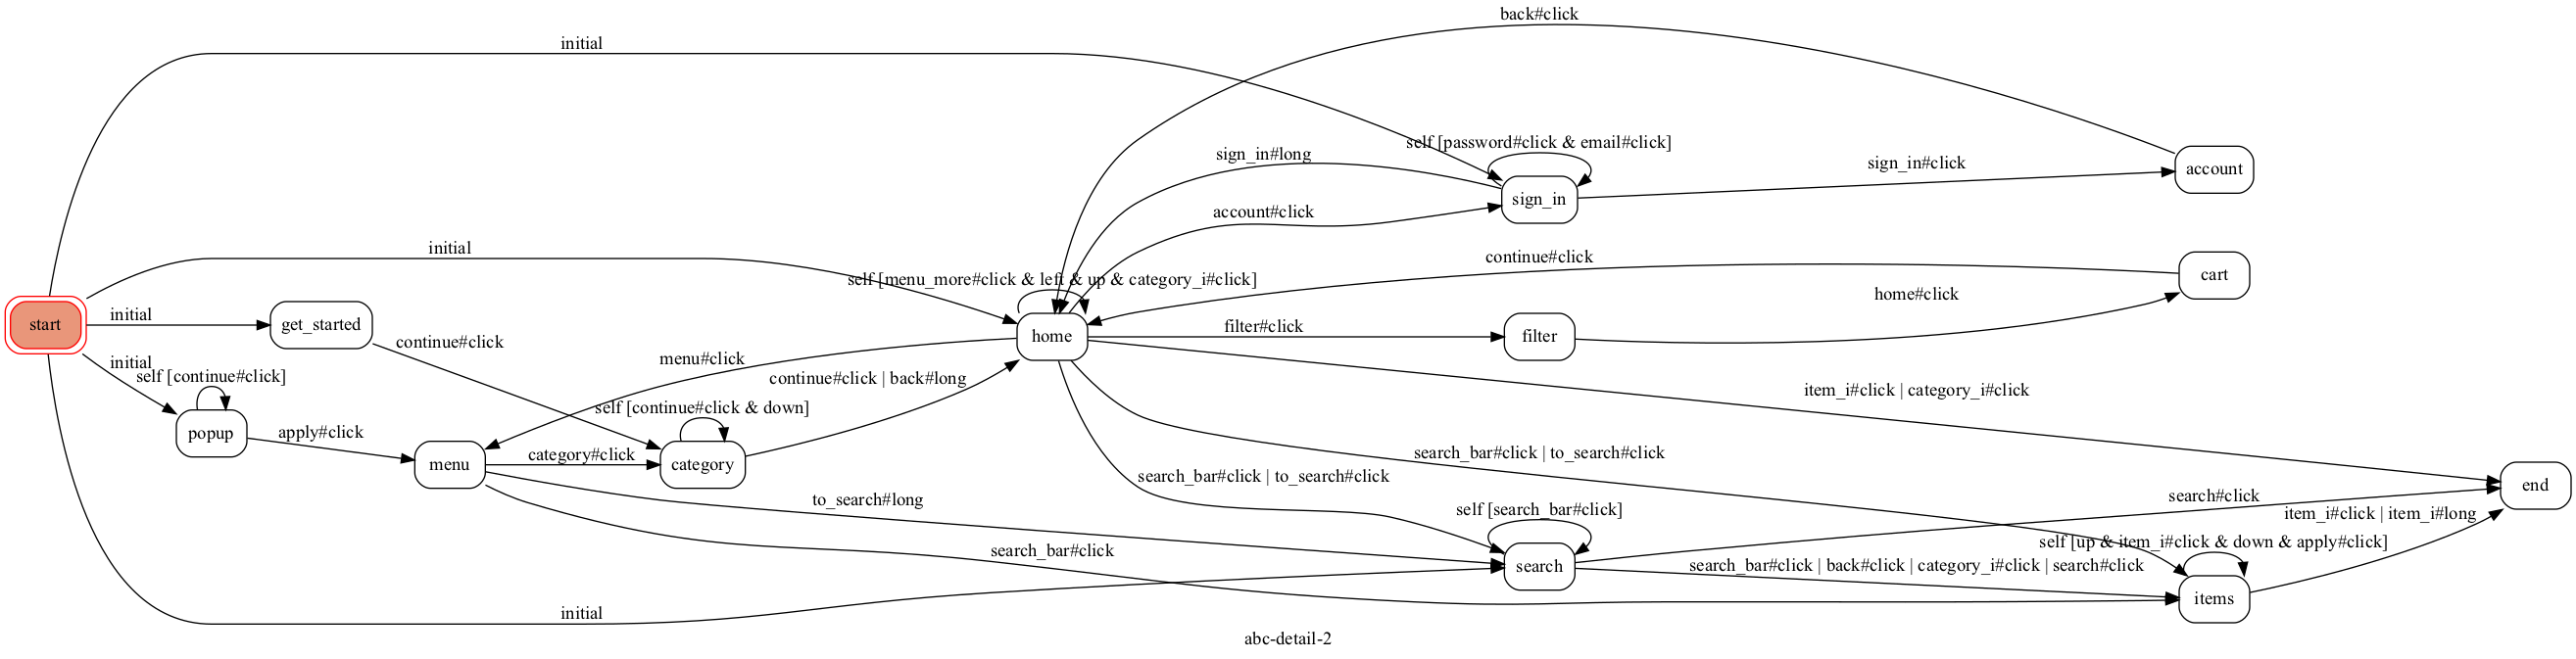 back#click
initial
self [password#click & email#click]
sign_in#long
sign_in#click
account
sign_in
account#click
initial
continue#click
cart
self [menu_more#click & left & up & category_i#click]
home#click
start
initial
get_started
filter#click
home
filter
continue#click
menu#click
initial
self [continue#click]
continue#click | back#long
item_i#click | category_i#click
self [continue#click & down]
popup
apply#click
menu
category#click
category
search_bar#click | to_search#click
search_bar#click | to_search#click
end
to_search#long
search#click
self [search_bar#click]
item_i#click | item_i#long
search_bar#click
self [up & item_i#click & down & apply#click]
search
search_bar#click | back#click | category_i#click | search#click
items
initial
abc-detail-2